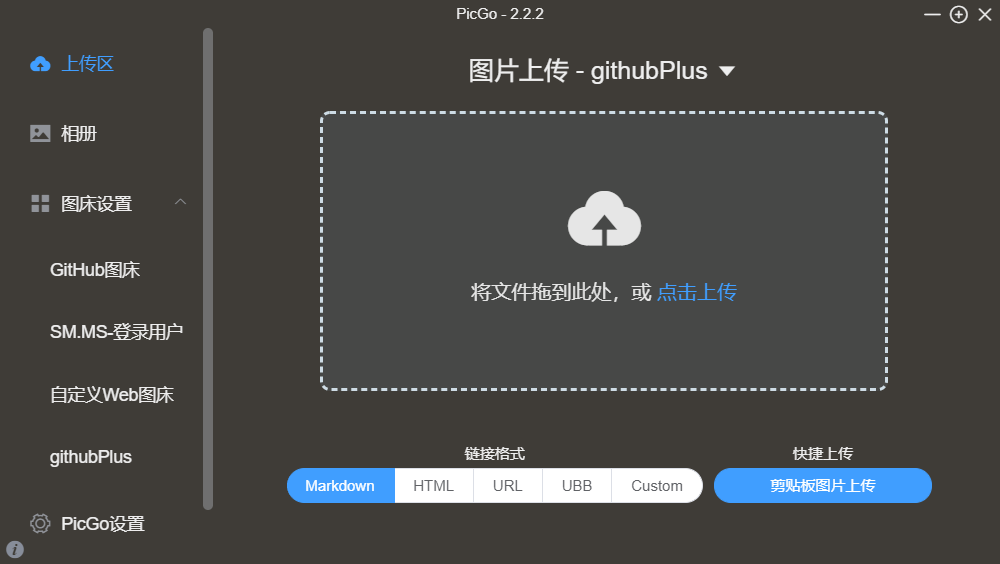 PicGo - 2.2.2
上传区
相册
图床设置
GitHub图床
SM.MS-登录用户
自定义Web图床
githubPlus
PicGo设置
图片上传 - githubPlus
将文件拖到此处，或 点击上传
链接格式
Markdown HTML URL UBB Custom
快捷上传
剪贴板图片上传